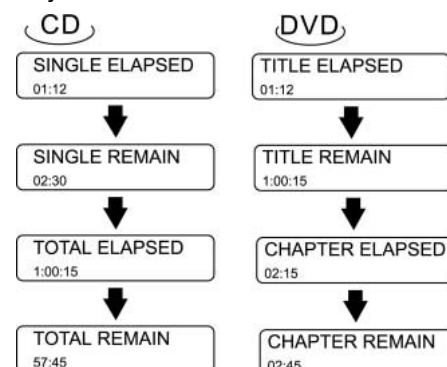 CD
SINGLE ELAPSED
01:12
SINGLE REMAIN
02:30
TOTAL ELAPSED
1:00:15
TOTAL REMAIN
57:45
DVD
TITLE ELAPSED
01:12
TITLE REMAIN
1:00:15
CHAPTER ELAPSED
02:15
CHAPTER REMAIN
02:45